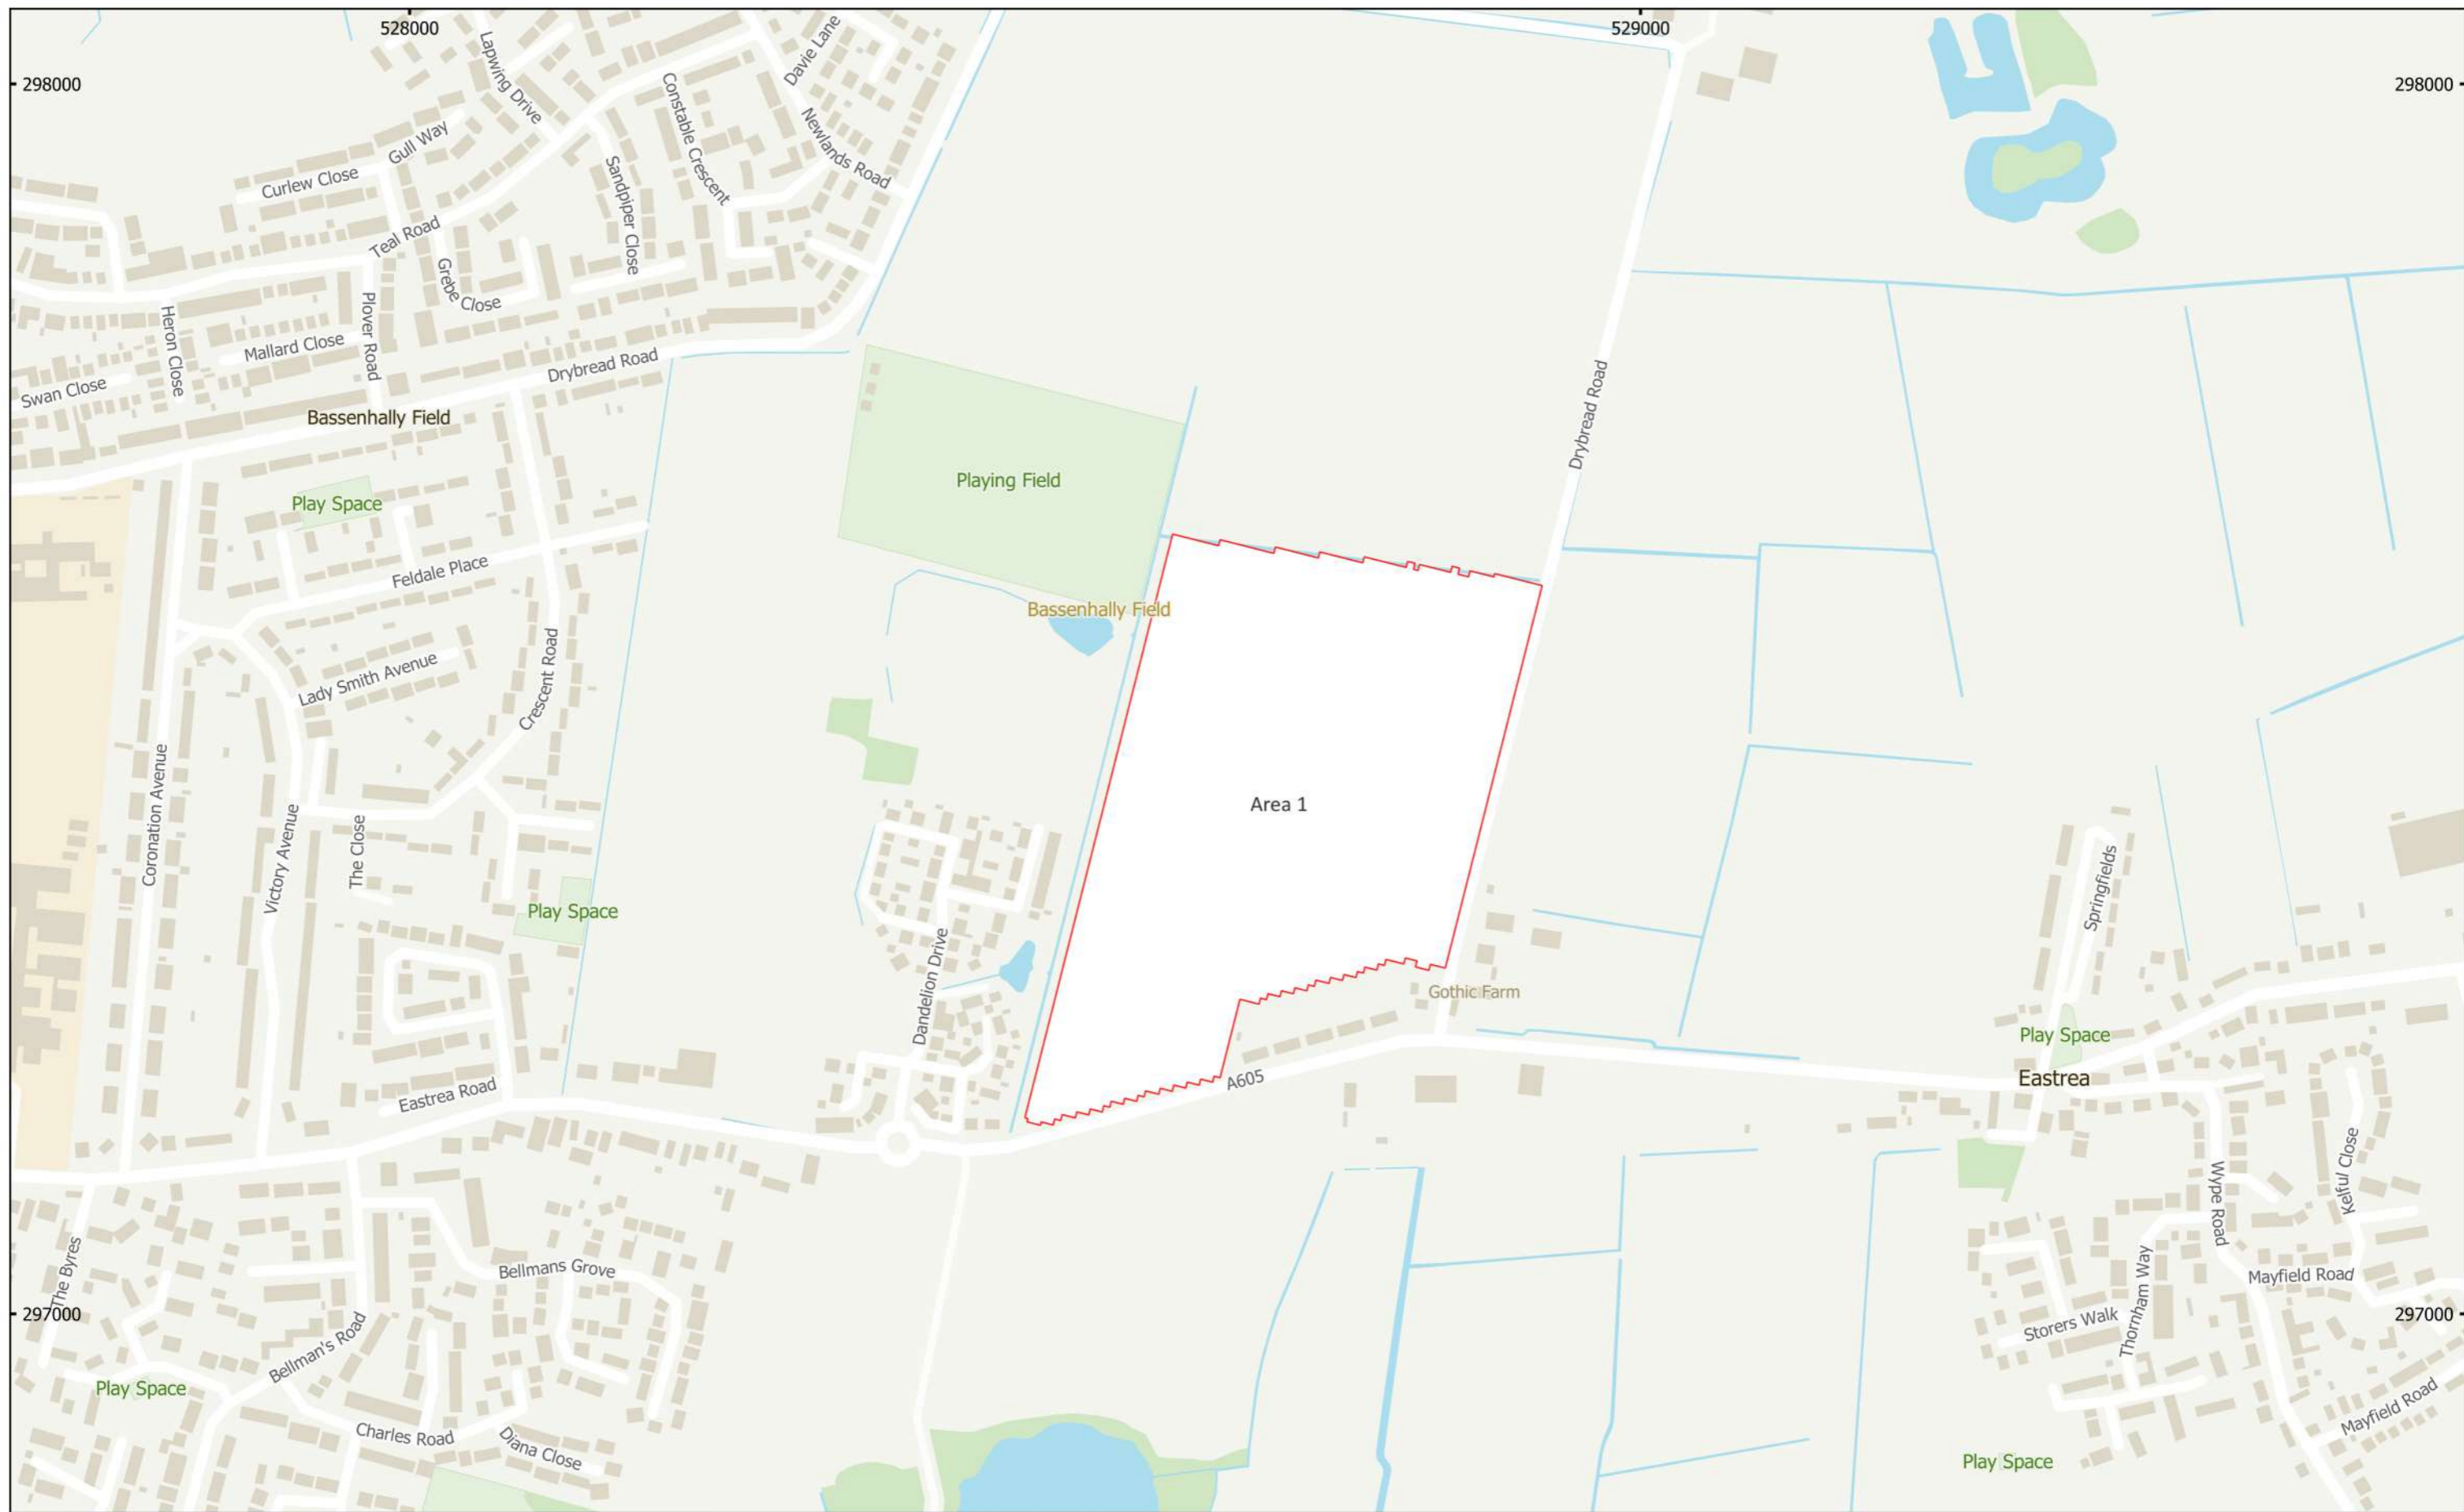 528000
529000
298000
298000
Lapwing Drive
Davie Lane
Constable Crescent
Newlands Road
Gull Way
Curlew Close
Sandpiper Close
Teal Road
Grebe Close
Heron Close
Plover Road
Mallard Close
Swan Close
Drybread Road
Drybread Road
Bassenhally Field
Playing Field
Play Space
Feldale Place
Bassenhally Field
Lady Smith Avenue
Crescent Road
Coronation Avenue
Victory Avenue
The Close
Area 1
Play Space
Dandelion Drive
Springfields
Gothic Farm
Play Space
Eastrea
A605
Eastrea Road
Wype Road
Kelful Close
The Byres
Bellmans Grove
Mayfield Road
Thornham Way
Storers Walk
297000
297000
Bellman's Road
Play Space
Charles Road
Diana Close
Mayfield Road
Play Space